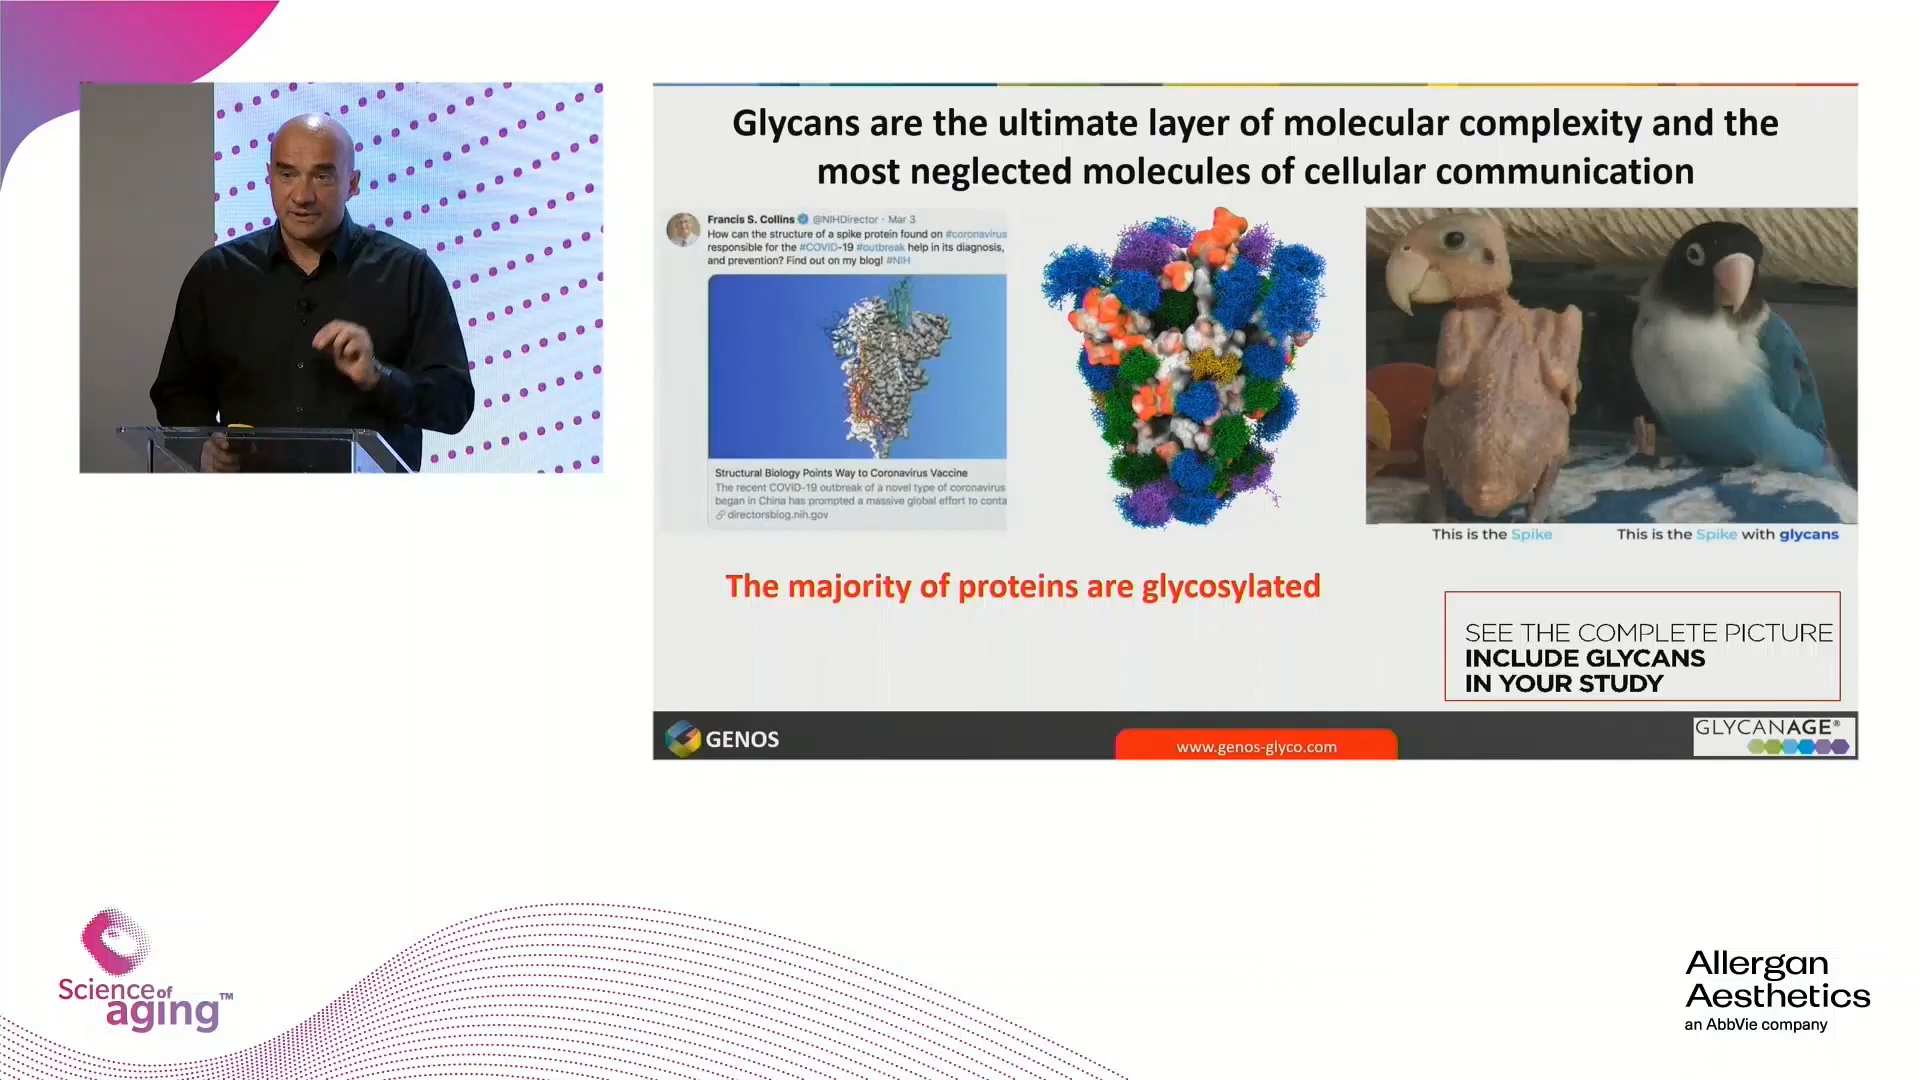 Glycans are the ultimate layer of molecular complexity and the
most neglected molecules of cellular communication
Francis S. Collins @NIHDirector · Mar 3
How can the structure of a spike protein found on #coronavirus
responsible for the #COVID-19 #outbreak help in its diagnosis,
and prevention? Find out on my blog! #NIH
Structural Biology Points Way to Coronavirus Vaccine
The recent COVID-19 outbreak of a novel type of coronavirus
began in China has prompted a massive global effort to conta
directorsblog.nih.gov
This is the Spike
This is the Spike with glycans
The majority of proteins are glycosylated
SEE THE COMPLETE PICTURE
INCLUDE GLYCANS
IN YOUR STUDY
GENOS
www.genos-glyco.com
GLYCANAGE®
Science of
aging™
Allergan
Aesthetics
an AbbVie company